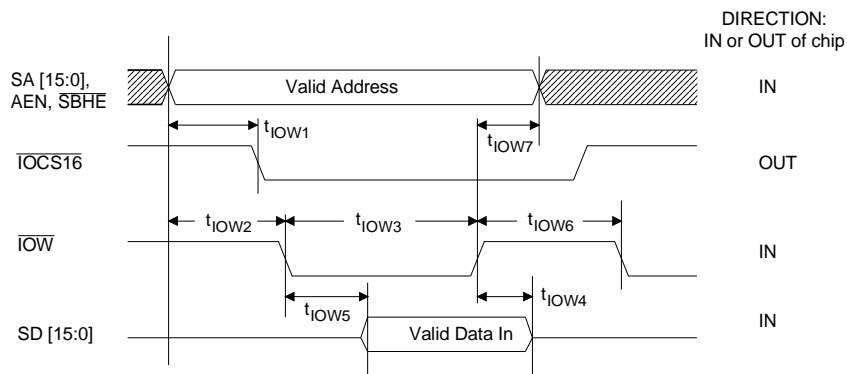 DIRECTION:
IN or OUT of chip
SA [15:0],
AEN, SBHE
Valid Address
IN
tIOW1
tIOW7
IOCS16
OUT
tIOW2
tIOW3
tIOW6
IOW
IN
tIOW5
tIOW4
SD [15:0]
Valid Data In
IN